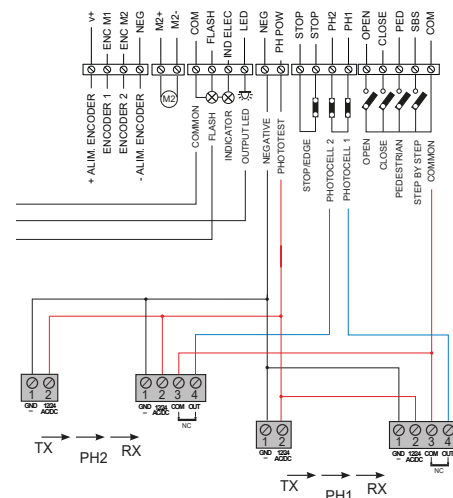 v+
ENC M1
ENC M2
NEG
M2+
M2-
COM
FLASH
IND ELEC
LED
NEG
PH POW
STOP
STOP
PH2
PH1
OPEN
CLOSE
PED
SBS
COM
M2
+ ALIM. ENCODER
ENCODER 1
ENCODER 2
- ALIM. ENCODER
COMMON
FLASH
INDICATOR
OUTPUT LED
NEGATIVE
PHOTOTEST
STOP/EDGE
PHOTOCELL 2
PHOTOCELL 1
OPEN
CLOSE
PEDESTRIAN
STEP BY STEP
COMMON
1 2
GND 12/24
– AC/DC
1 2 3 4
GND 12/24 COM OUT
– AC/DC
NC
TX PH2 RX
1 2
GND 12/24
– AC/DC
1 2 3 4
GND 12/24 COM OUT
– AC/DC
NC
TX PH1 RX